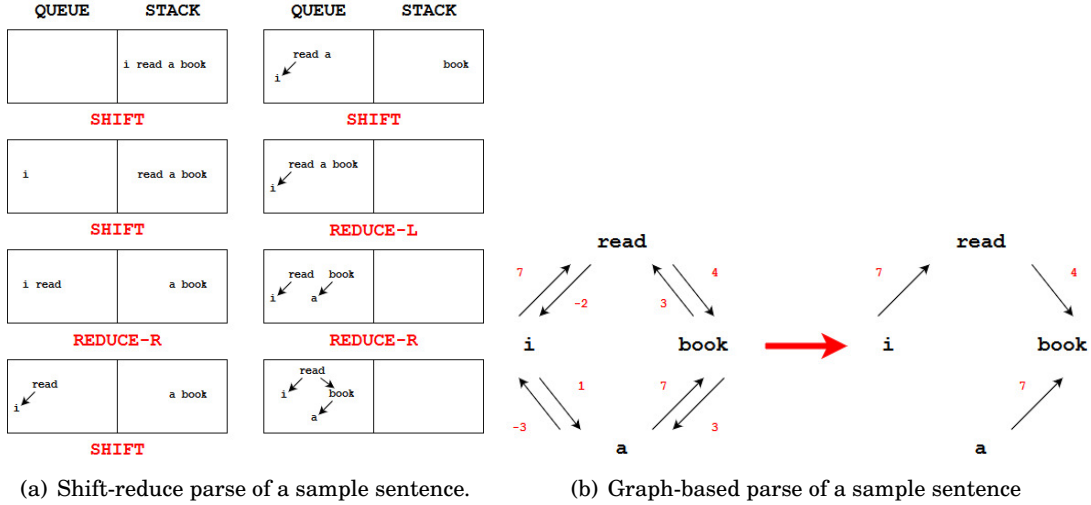 QUEUE STACK
i read a book
SHIFT
i
read a book
SHIFT
i read
a book
REDUCE-R
read
i
a book
SHIFT
QUEUE STACK
read a
i
book
SHIFT
read a book
i
REDUCE-L
read book
i
a
REDUCE-R
read
i
book
a
(a) Shift-reduce parse of a sample sentence.
read
7
4
-2
3
i
book
1
7
-3
3
a
read
7
4
i
book
7
a
(b) Graph-based parse of a sample sentence